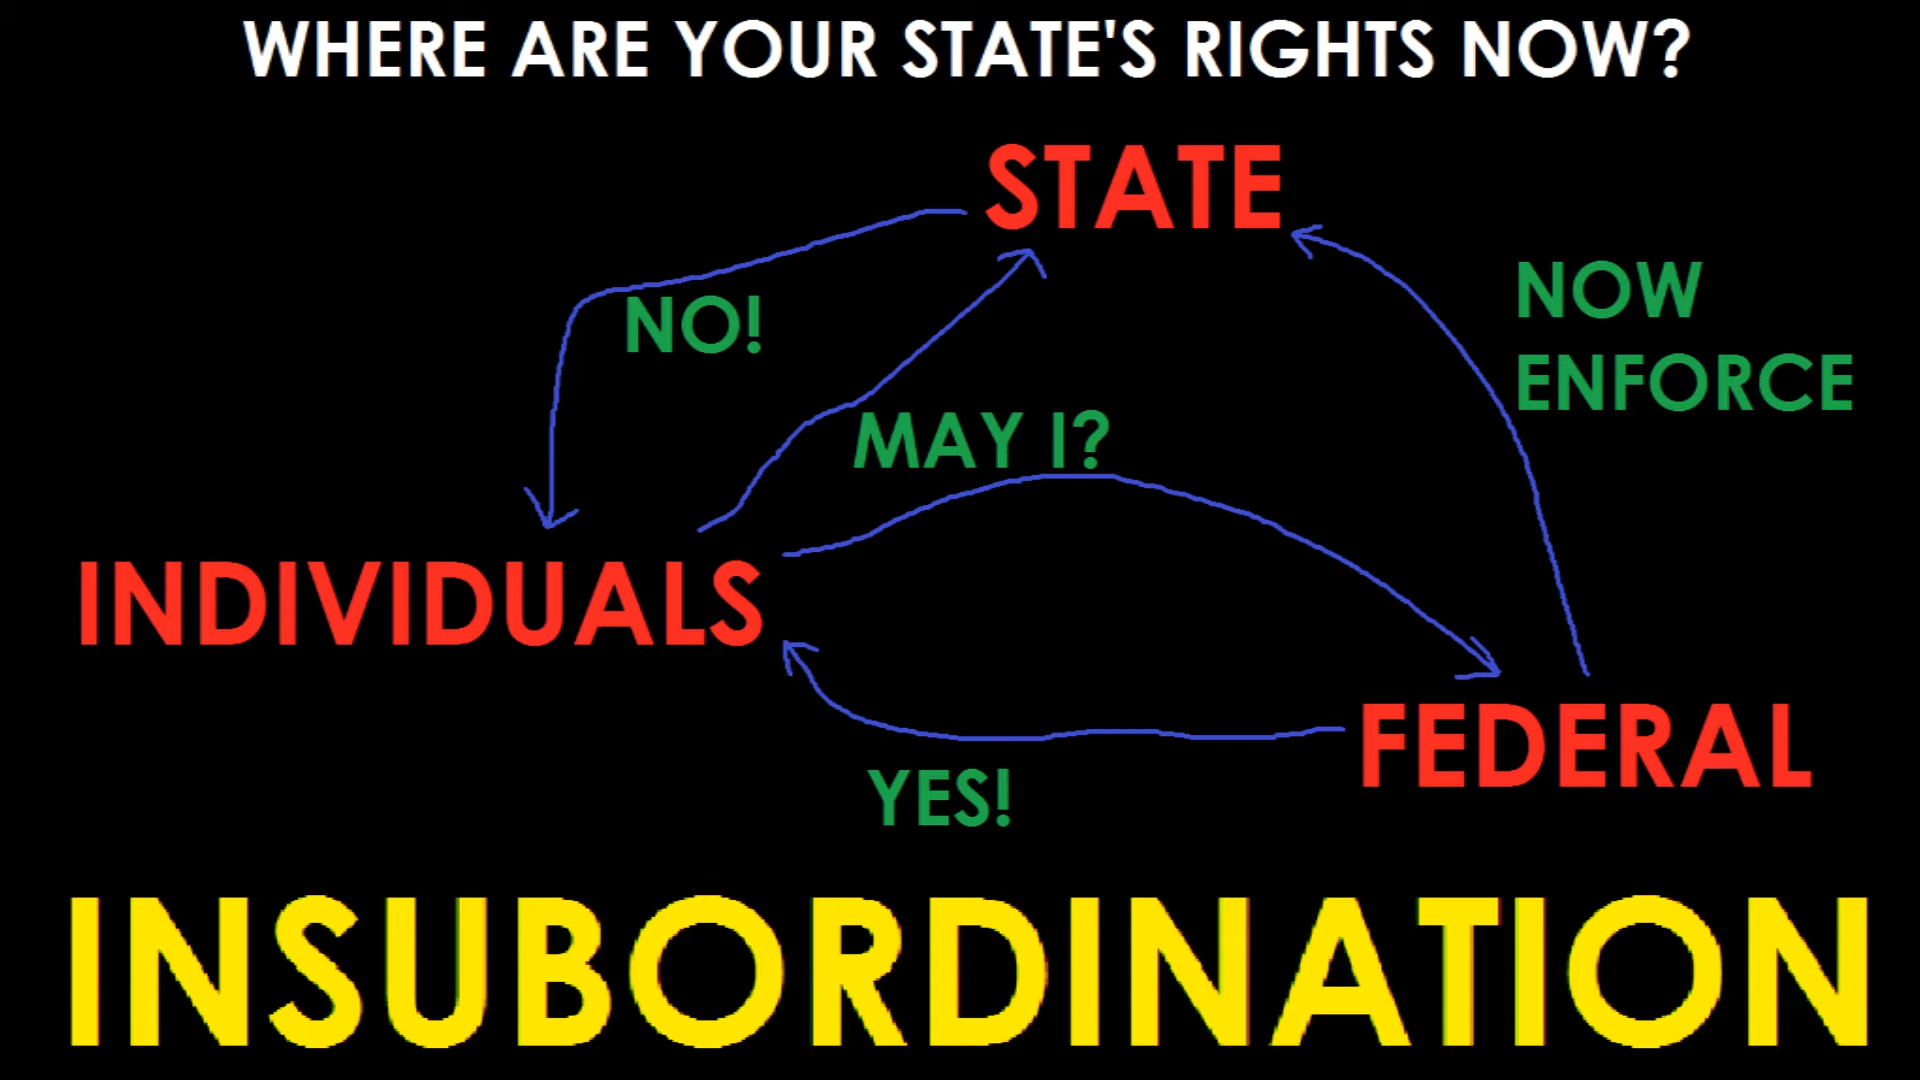 WHERE ARE YOUR STATE'S RIGHTS NOW?
STATE
NOW
ENFORCE
NO!
MAY I?
INDIVIDUALS
FEDERAL
YES!
INSUBORDINATION